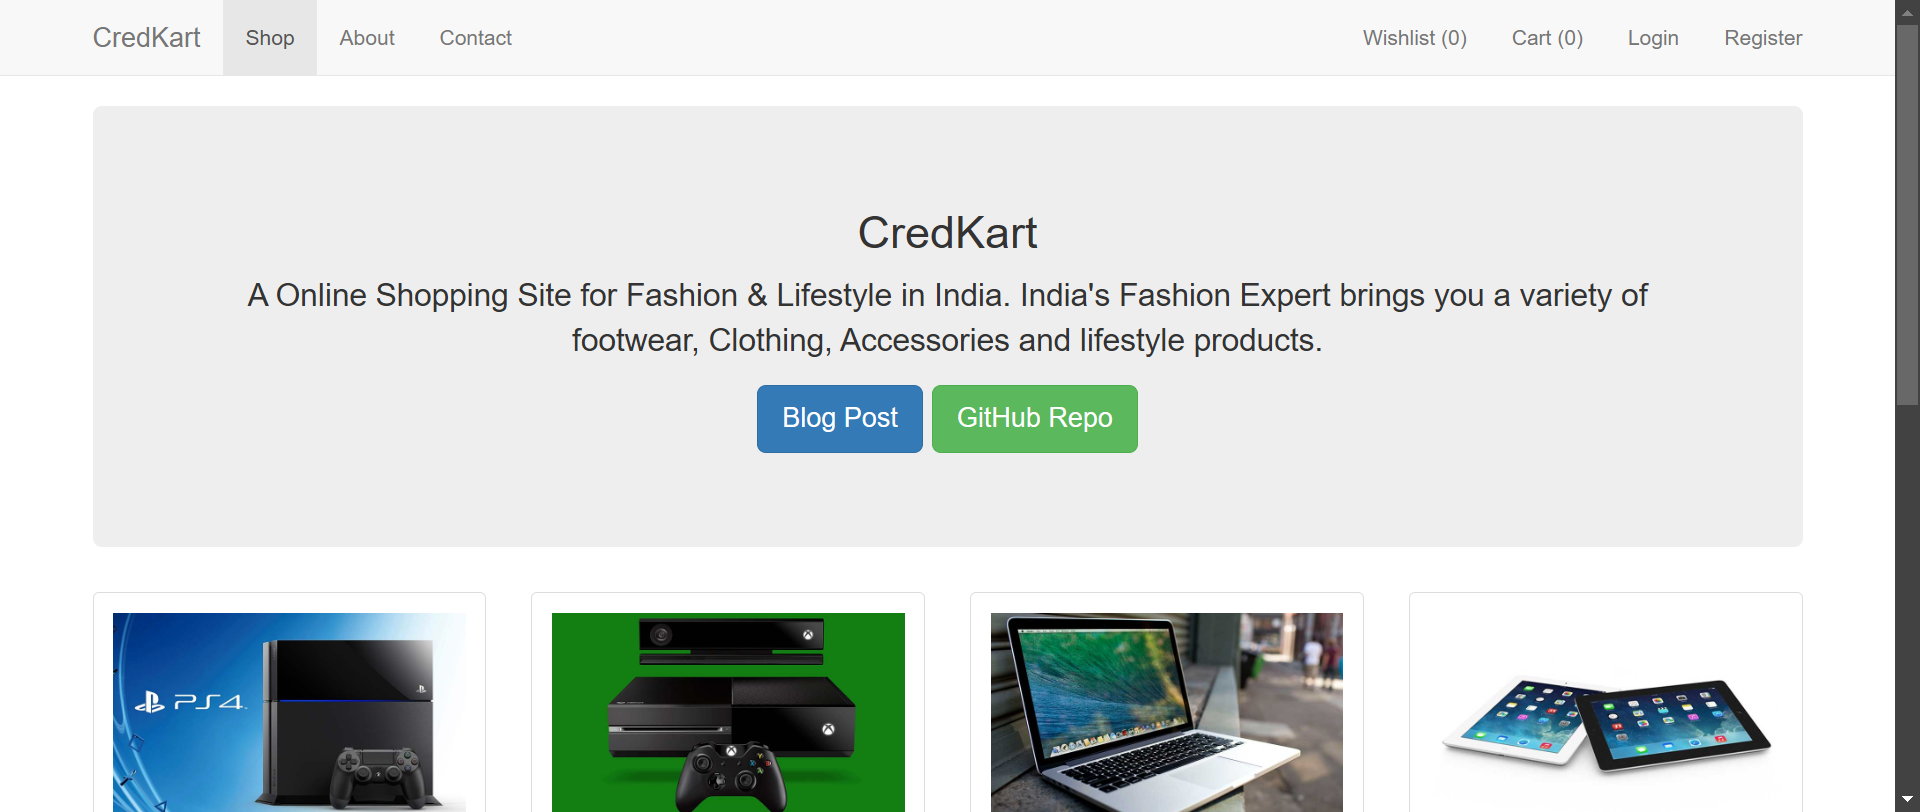 CredKart Shop About Contact Wishlist (0) Cart (0) Login Register
CredKart
A Online Shopping Site for Fashion & Lifestyle in India. India's Fashion Expert brings you a variety of
footwear, Clothing, Accessories and lifestyle products.
Blog Post GitHub Repo
PS4